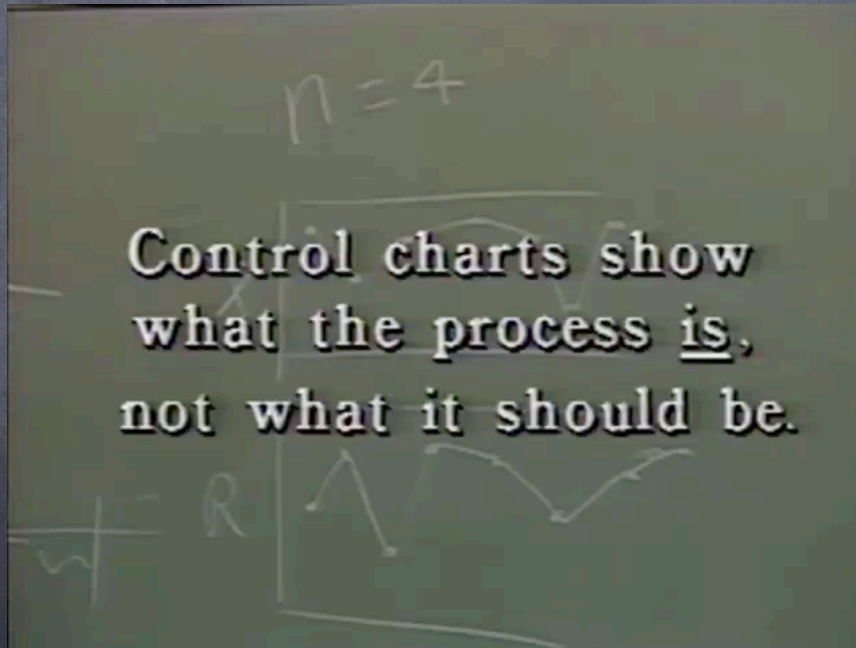 n = 4
Control charts show
what the process is,
not what it should be.
X
R